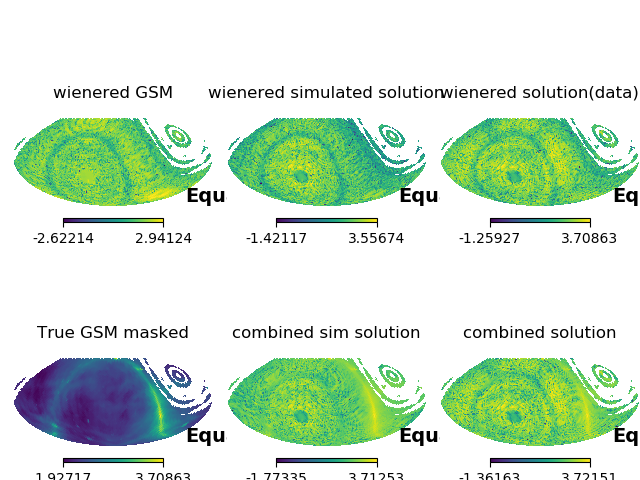 wienered GSM
wienered simulated solution
wienered solution(data)
Equ
Equ
Eq
-2.62214 2.94124
-1.42117 3.55674
-1.25927 3.70863
True GSM masked
combined sim solution
combined solution
Equ
Equ
Eq
1.92717 3.70863
-1.77335 3.71253
-1.36163 3.72151